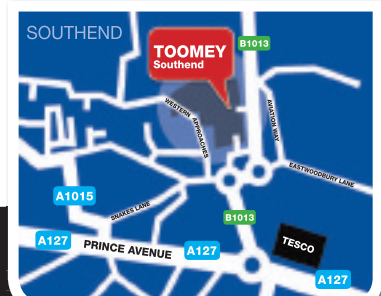 SOUTHEND
TOOMEY
Southend
B1013
WESTERN APPROACHES
AVIATION WAY
EASTWOODBURY LANE
A1015
SNAKES LANE
B1013
A127
PRINCE AVENUE
A127
TESCO
A127